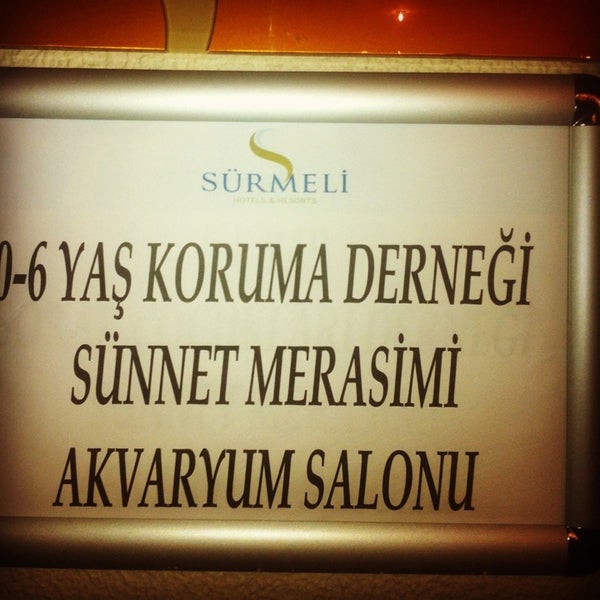 SÜRMELİ
HOTELS & RESORTS
0-6 YAŞ KORUMA DERNEĞİ
SÜNNET MERASİMİ
AKVARYUM SALONU